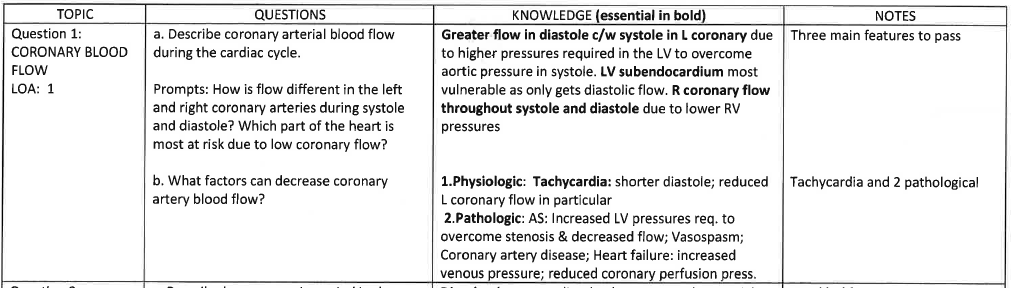 TOPIC
QUESTIONS
KNOWLEDGE (essential in bold)
NOTES
Question 1:
CORONARY BLOOD
FLOW
LOA: 1
a. Describe coronary arterial blood flow
during the cardiac cycle.
Prompts: How is flow different in the left
and right coronary arteries during systole
and diastole? Which part of the heart is
most at risk due to low coronary flow?
Greater flow in diastole c/w systole in L coronary due
to higher pressures required in the LV to overcome
aortic pressure in systole. LV subendocardium most
vulnerable as only gets diastolic flow. R coronary flow
throughout systole and diastole due to lower RV
pressures
Three main features to pass
b. What factors can decrease coronary
artery blood flow?
1.Physiologic: Tachycardia: shorter diastole; reduced
L coronary flow in particular
2.Pathologic: AS: Increased LV pressures req. to
overcome stenosis & decreased flow; Vasospasm;
Coronary artery disease; Heart failure: increased
venous pressure; reduced coronary perfusion press.
Tachycardia and 2 pathological